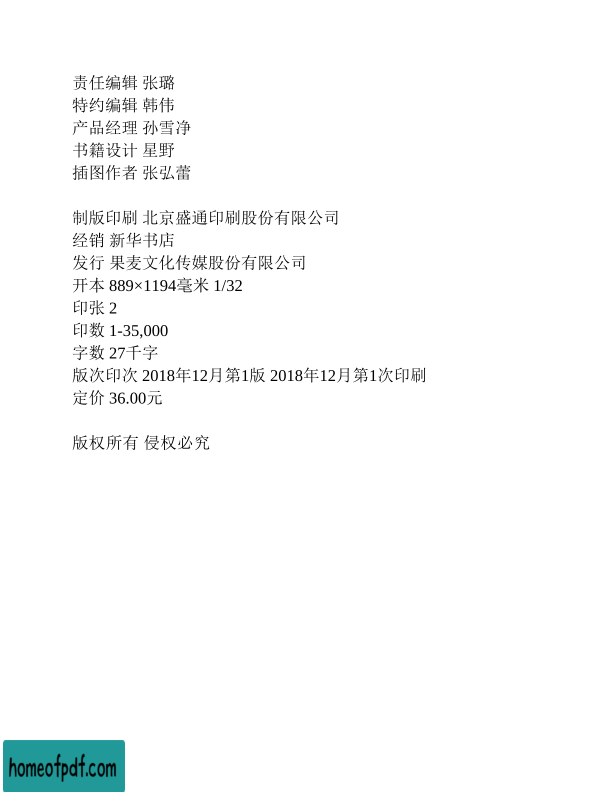 责任编辑 张璐
特约编辑 韩伟
产品经理 孙雪净
书籍设计 星野
插图作者 张弘蕾
制版印刷 北京盛通印刷股份有限公司
经销 新华书店
发行 果麦文化传媒股份有限公司
开本 889×1194毫米 1/32
印张 2
印数 1-35,000
字数 27千字
版次印次 2018年12月第1版 2018年12月第1次印刷
定价 36.00元
版权所有 侵权必究
homeofpdf.com